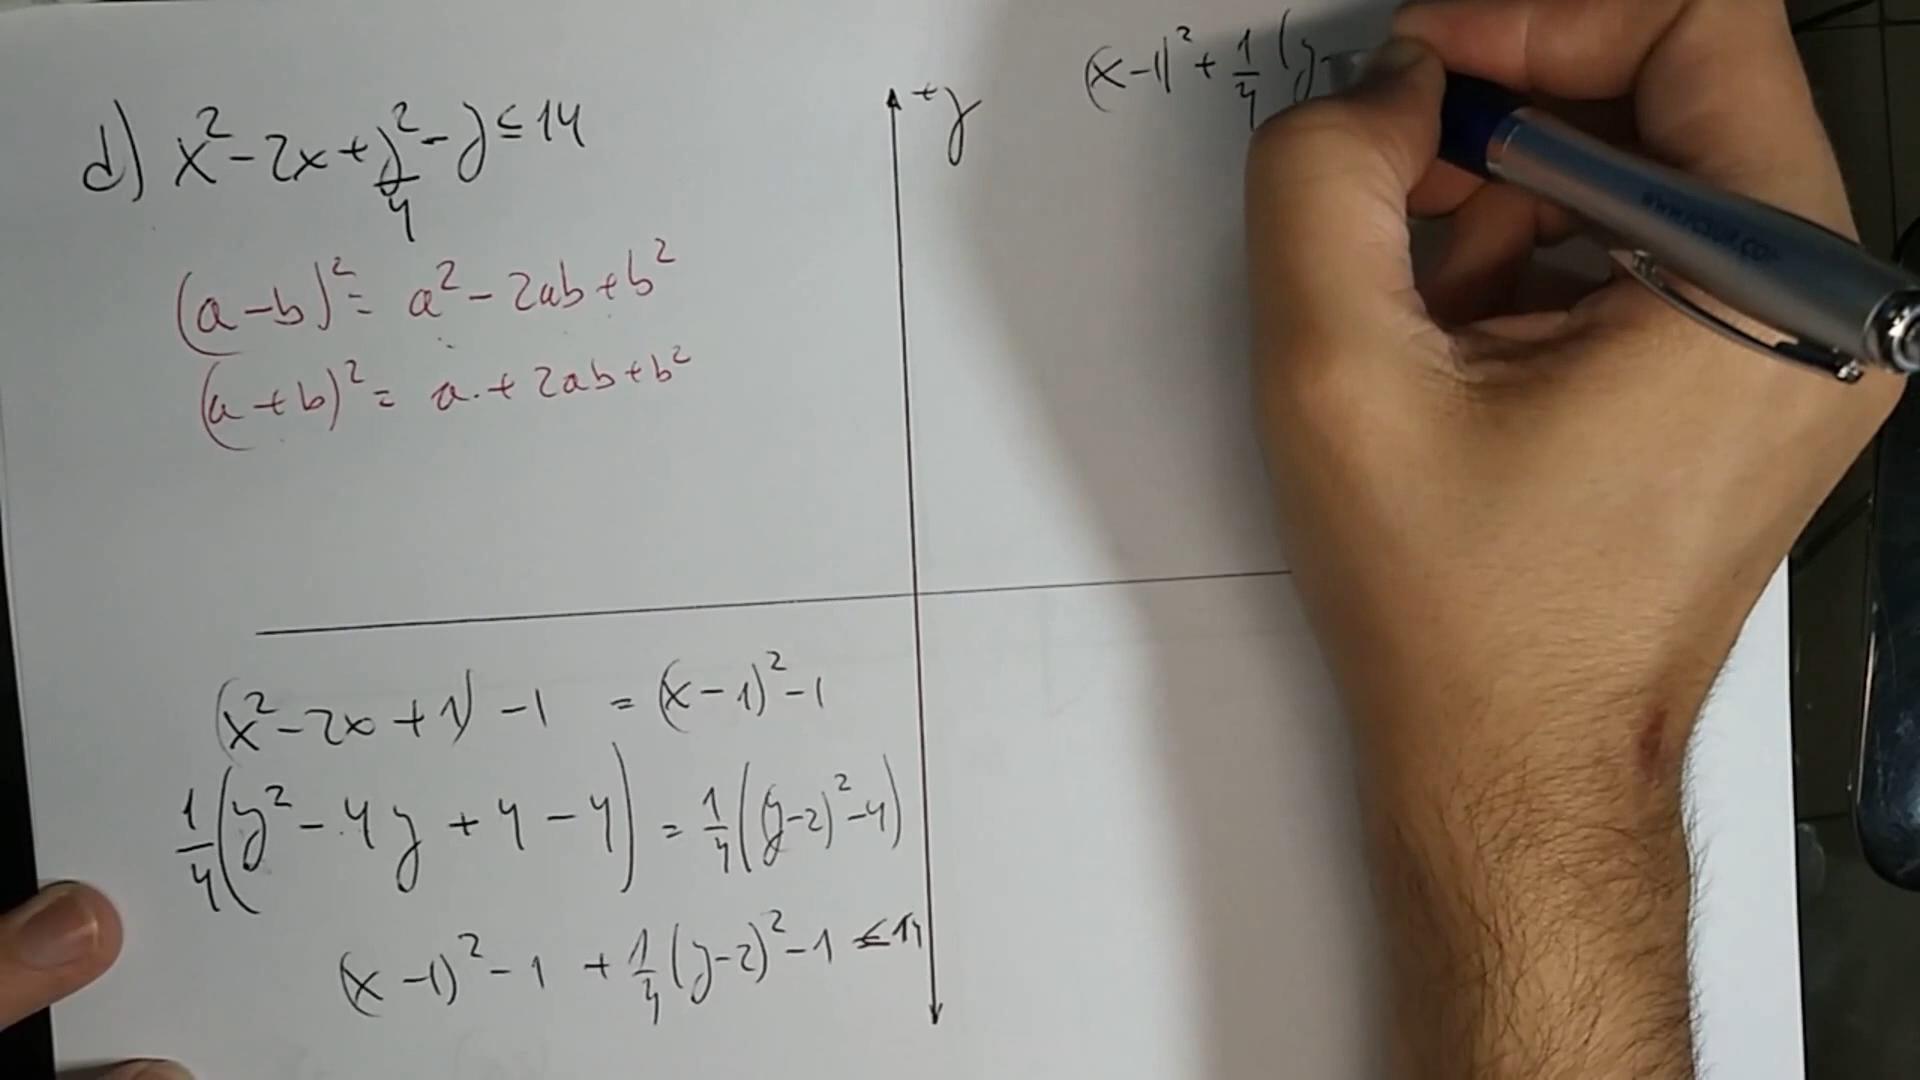 d) x² - 2x + y²/4 - y ≤ 14
(a - b)² = a² - 2ab + b²
(a + b)² = a + 2ab + b²
+y
(x - 1)² + 1/4 (y -
(x² - 2x + 1) - 1 = (x - 1)² - 1
1/4 (y² - 4y + 4 - 4) = 1/4 ((y - 2)² - 4)
(x - 1)² - 1 + 1/4 (y - 2)² - 1 ≤ 14